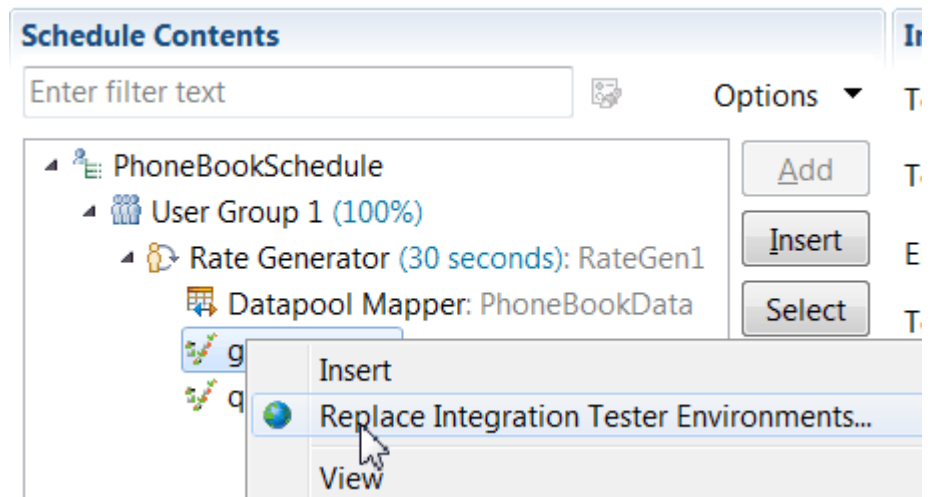 Schedule Contents
Enter filter text
Options
PhoneBookSchedule
Add
User Group 1 (100%)
Insert
Rate Generator (30 seconds): RateGen1
Datapool Mapper: PhoneBookData
Select
g
Insert
q
Replace Integration Tester Environments...
View